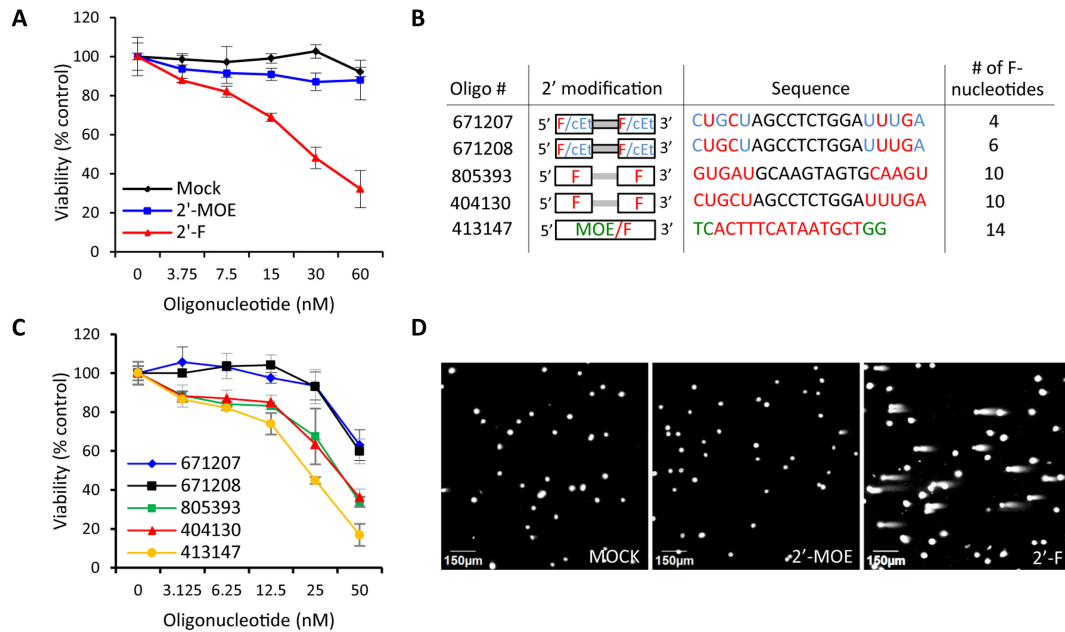 A
Viability (% control)
120
100
80
60
40
20
0
Mock
2'-MOE
2'-F
0 3.75 7.5 15 30 60
Oligonucleotide (nM)
B
Oligo # 2’ modification Sequence # of F-
nucleotides
671207 5’ F/cEt F/cEt 3’ CUGCUAGCCTCTGGAUUUGA 4
671208 5’ F/cEt F/cEt 3’ CUGCUAGCCTCTGGAUUUGA 6
805393 5’ F F 3’ GUGAUGCAAGTAGTGCAAGU 10
404130 5’ F F 3’ CUGCUAGCCTCTGGAUUUGA 10
413147 5’ MOE/F 3’ TCACTTTCATAATGCTGG 14
C
Viability (% control)
120
100
80
60
40
20
0
671207
671208
805393
404130
413147
0 3.125 6.25 12.5 25 50
Oligonucleotide (nM)
D
150µm MOCK
150µm 2’-MOE
150µm 2’-F